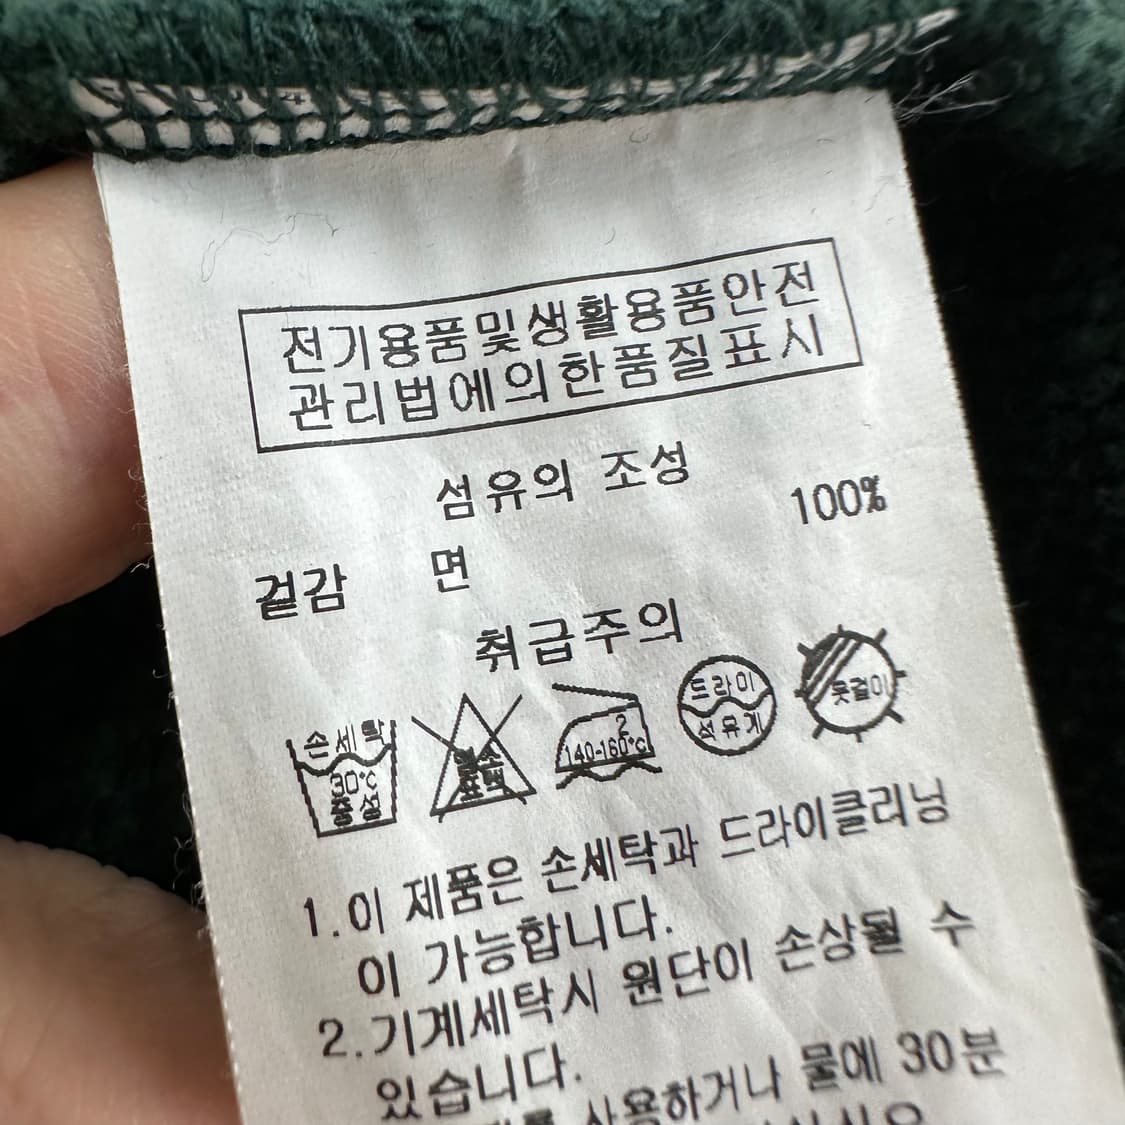 전기용품및생활용품안전
관리법에의한품질표시
섬유의 조성
100%
겉감 면
취급주의
손세탁
30℃
중성
염소
표백
2
140-160℃
드라이
석유계
옷걸이
1.이 제품은 손세탁과 드라이클리닝
이 가능합니다.
2.기계세탁시 원단이 손상될 수
있습니다.
사용하거나 물에 30분